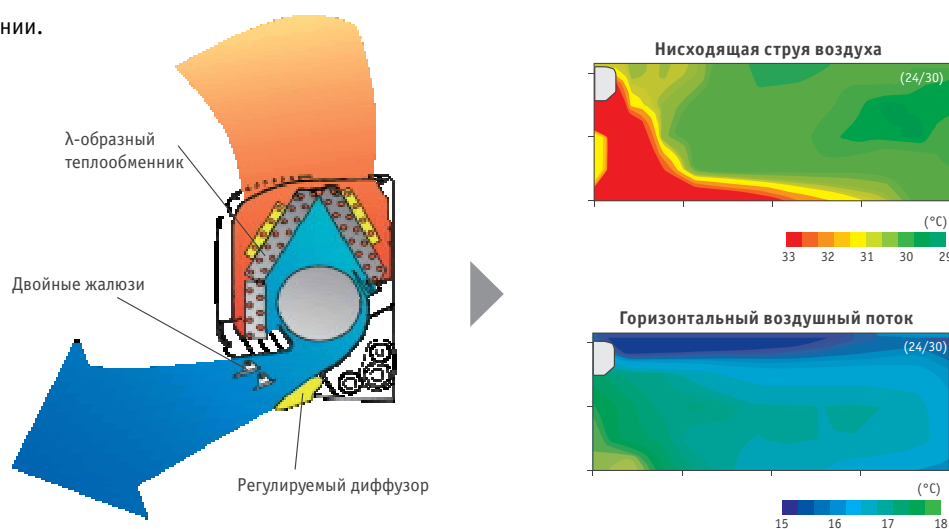 нии.
λ-образный
теплообменник
Двойные жалюзи
Регулируемый диффузор
Нисходящая струя воздуха
(24/30)
(°C)
33 32 31 30 29
Горизонтальный воздушный поток
(24/30)
(°C)
15 16 17 18